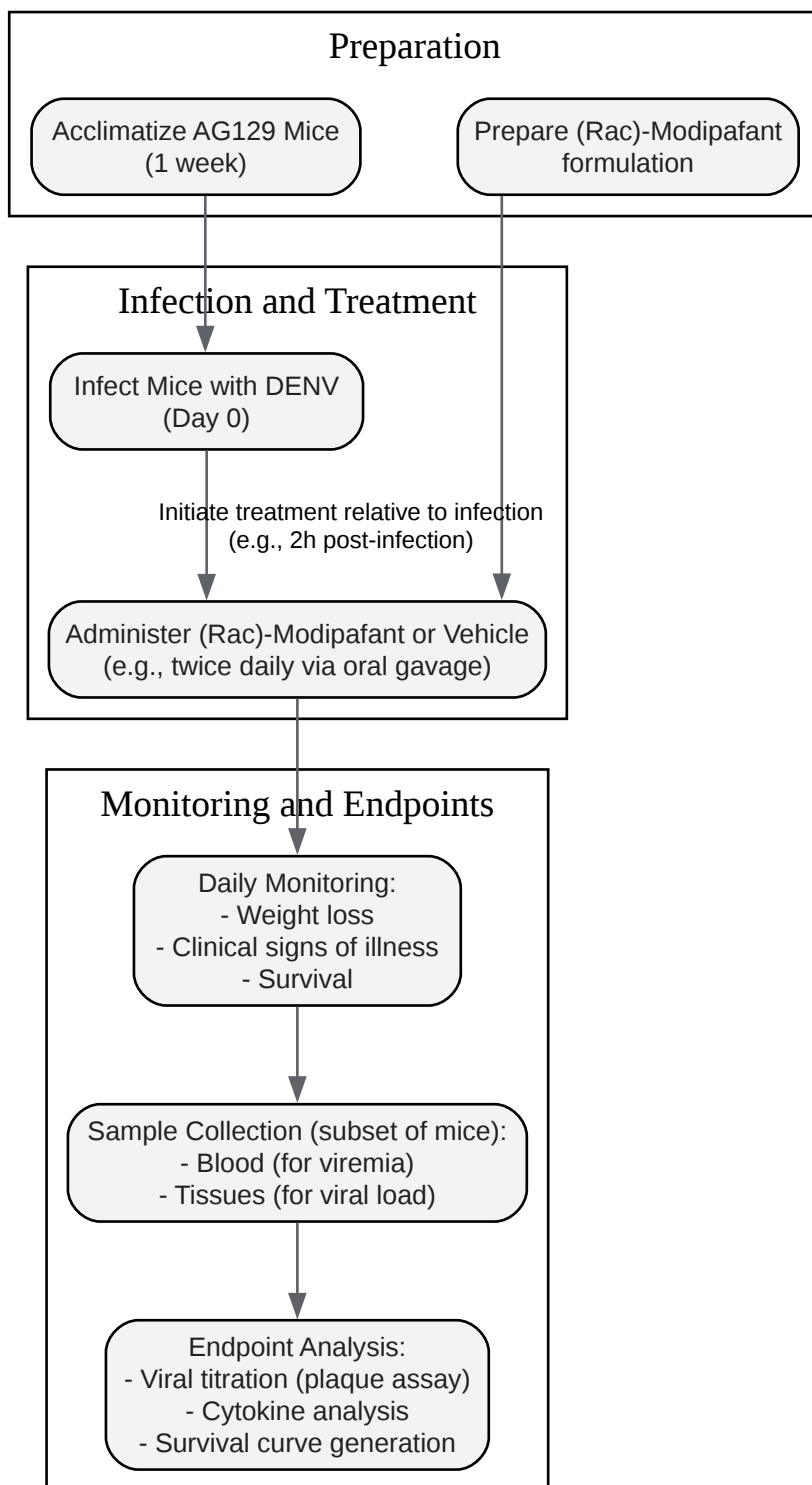 Preparation
Acclimatize AG129 Mice
(1 week)
Prepare (Rac)-Modipafant
formulation
Infection and Treatment
Infect Mice with DENV
(Day 0)
Initiate treatment relative to infection
(e.g., 2h post-infection)
Administer (Rac)-Modipafant or Vehicle
(e.g., twice daily via oral gavage)
Monitoring and Endpoints
Daily Monitoring:
- Weight loss
- Clinical signs of illness
- Survival
Sample Collection (subset of mice):
- Blood (for viremia)
- Tissues (for viral load)
Endpoint Analysis:
- Viral titration (plaque assay)
- Cytokine analysis
- Survival curve generation